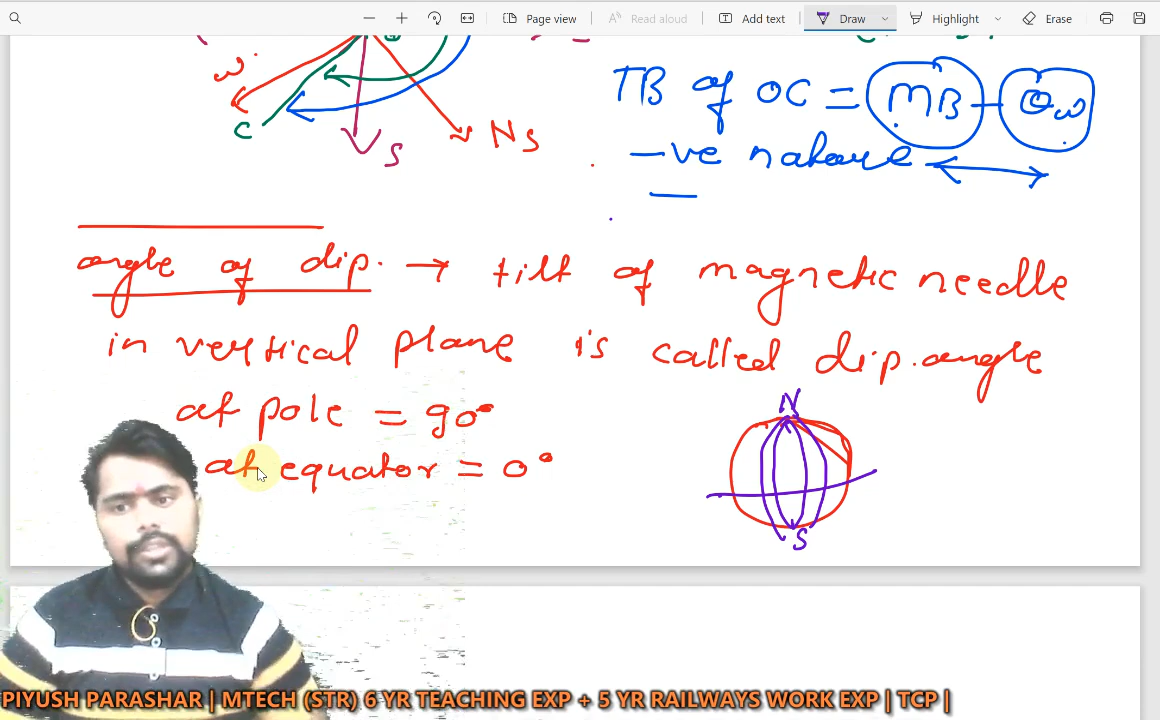 Page view Read aloud Add text Draw Highlight Erase
W
C
S
NS
TB of OC = MB - θw
-ve nature
angle of dip. → tilt of magnetic needle
in vertical plane is called dip.angle
at pole = 90°
at equator = 0°
N
S
PIYUSH PARASHAR | MTECH (STR) 6 YR TEACHING EXP + 5 YR RAILWAYS WORK EXP | TCP |